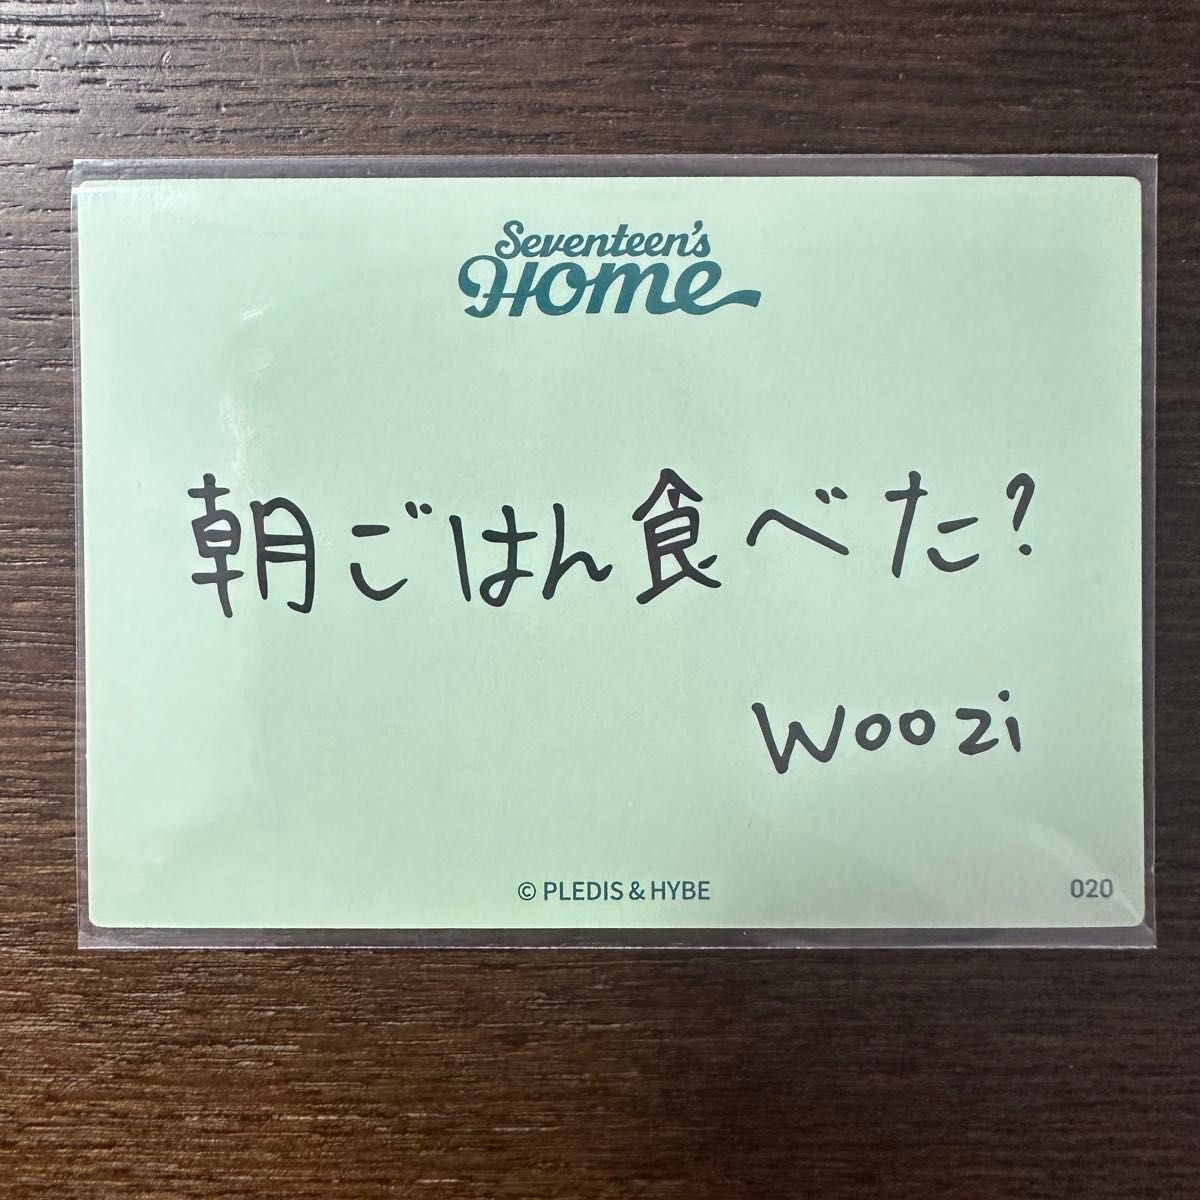 Seventeen's
Home
朝ごはん食べた?
Woozi
© PLEDIS & HYBE
020